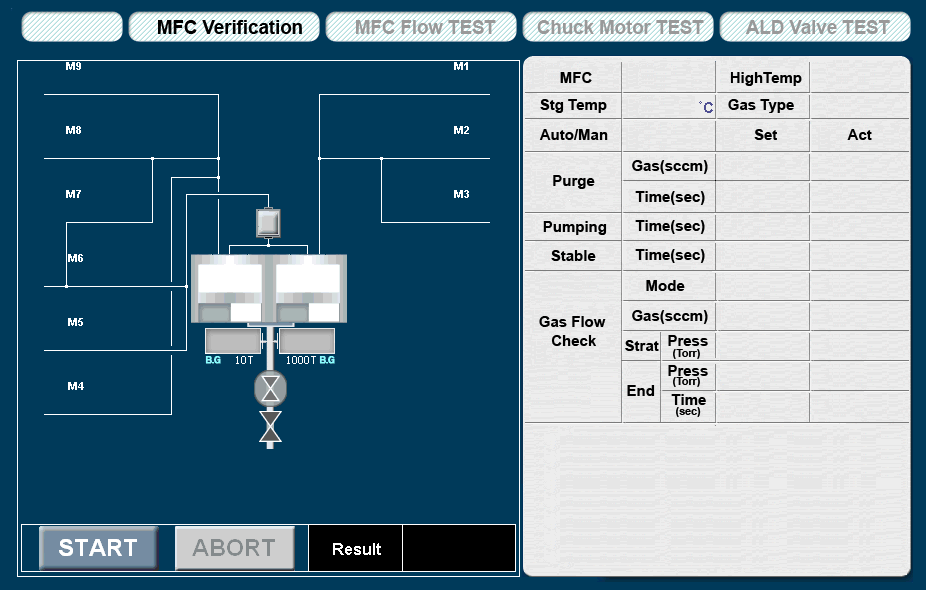 MFC Verification MFC Flow TEST Chuck Motor TEST ALD Valve TEST
M9 M1
M8 M2
M7 M3
M6
M5
M4
B.G 10T 1000T B.G
START ABORT Result
MFC HighTemp
Stg Temp °C Gas Type
Auto/Man Set Act
Purge Gas(sccm)
Time(sec)
Pumping Time(sec)
Stable Time(sec)
Gas Flow Check Mode
Gas(sccm)
Strat Press (Torr)
End Press (Torr)
Time (sec)